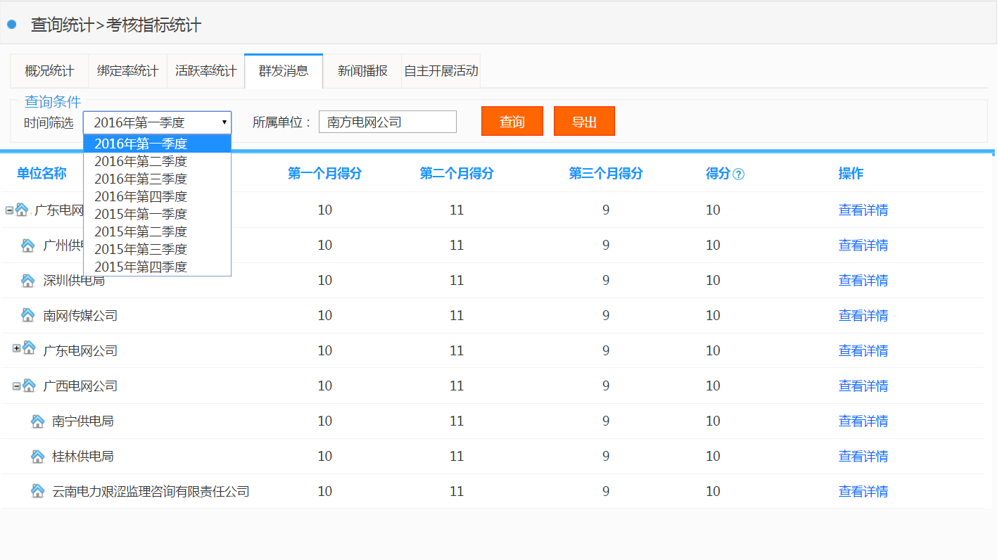 查询统计>考核指标统计
概况统计 绑定率统计 活跃率统计 群发消息 新闻播报 自主开展活动
查询条件
时间筛选 2016年第一季度 所属单位： 南方电网公司 查询 导出
2016年第一季度
2016年第二季度
2016年第三季度
2016年第四季度
2015年第一季度
2015年第二季度
2015年第三季度
2015年第四季度
单位名称 第一个月得分 第二个月得分 第三个月得分 得分? 操作
广东电网 10 11 9 10 查看详情
广州供 10 11 9 10 查看详情
深圳供电局 10 11 9 10 查看详情
南网传媒公司 10 11 9 10 查看详情
广东电网公司 10 11 9 10 查看详情
广西电网公司 10 11 9 10 查看详情
南宁供电局 10 11 9 10 查看详情
桂林供电局 10 11 9 10 查看详情
云南电力艰涩监理咨询有限责任公司 10 11 9 10 查看详情